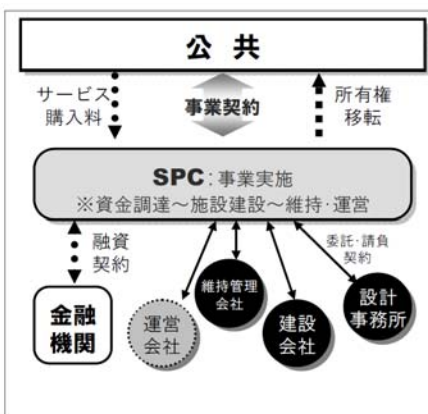 公共
サービス
購入料
事業契約
所有権
移転
SPC:事業実施
※資金調達～施設建設～維持・運営
融資
契約
委託・請負
契約
金融
機関
運営
会社
維持管理
会社
建設
会社
設計
事務所